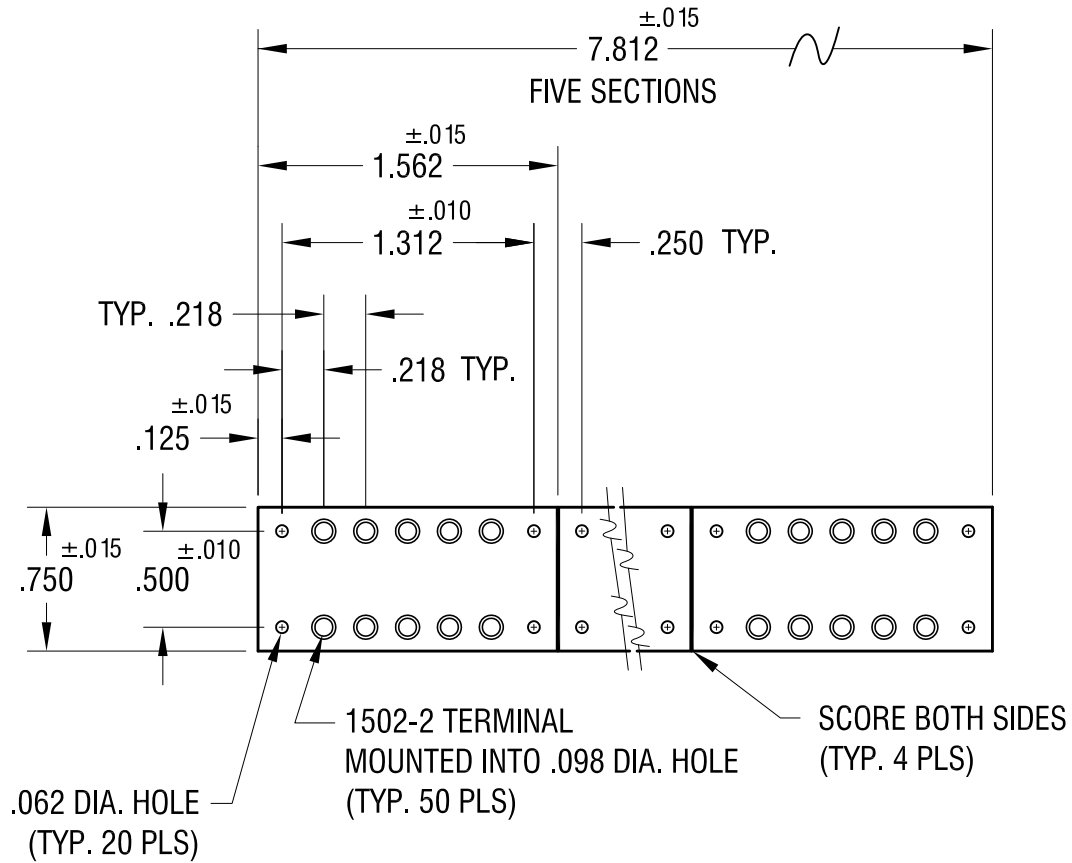 ±.015
7.812
FIVE SECTIONS
±.015
1.562
±.010
1.312
.250 TYP.
TYP. .218
.218 TYP.
±.015
.125
±.015
.750
±.010
.500
1502-2 TERMINAL
MOUNTED INTO .098 DIA. HOLE
(TYP. 50 PLS)
SCORE BOTH SIDES
(TYP. 4 PLS)
.062 DIA. HOLE
(TYP. 20 PLS)